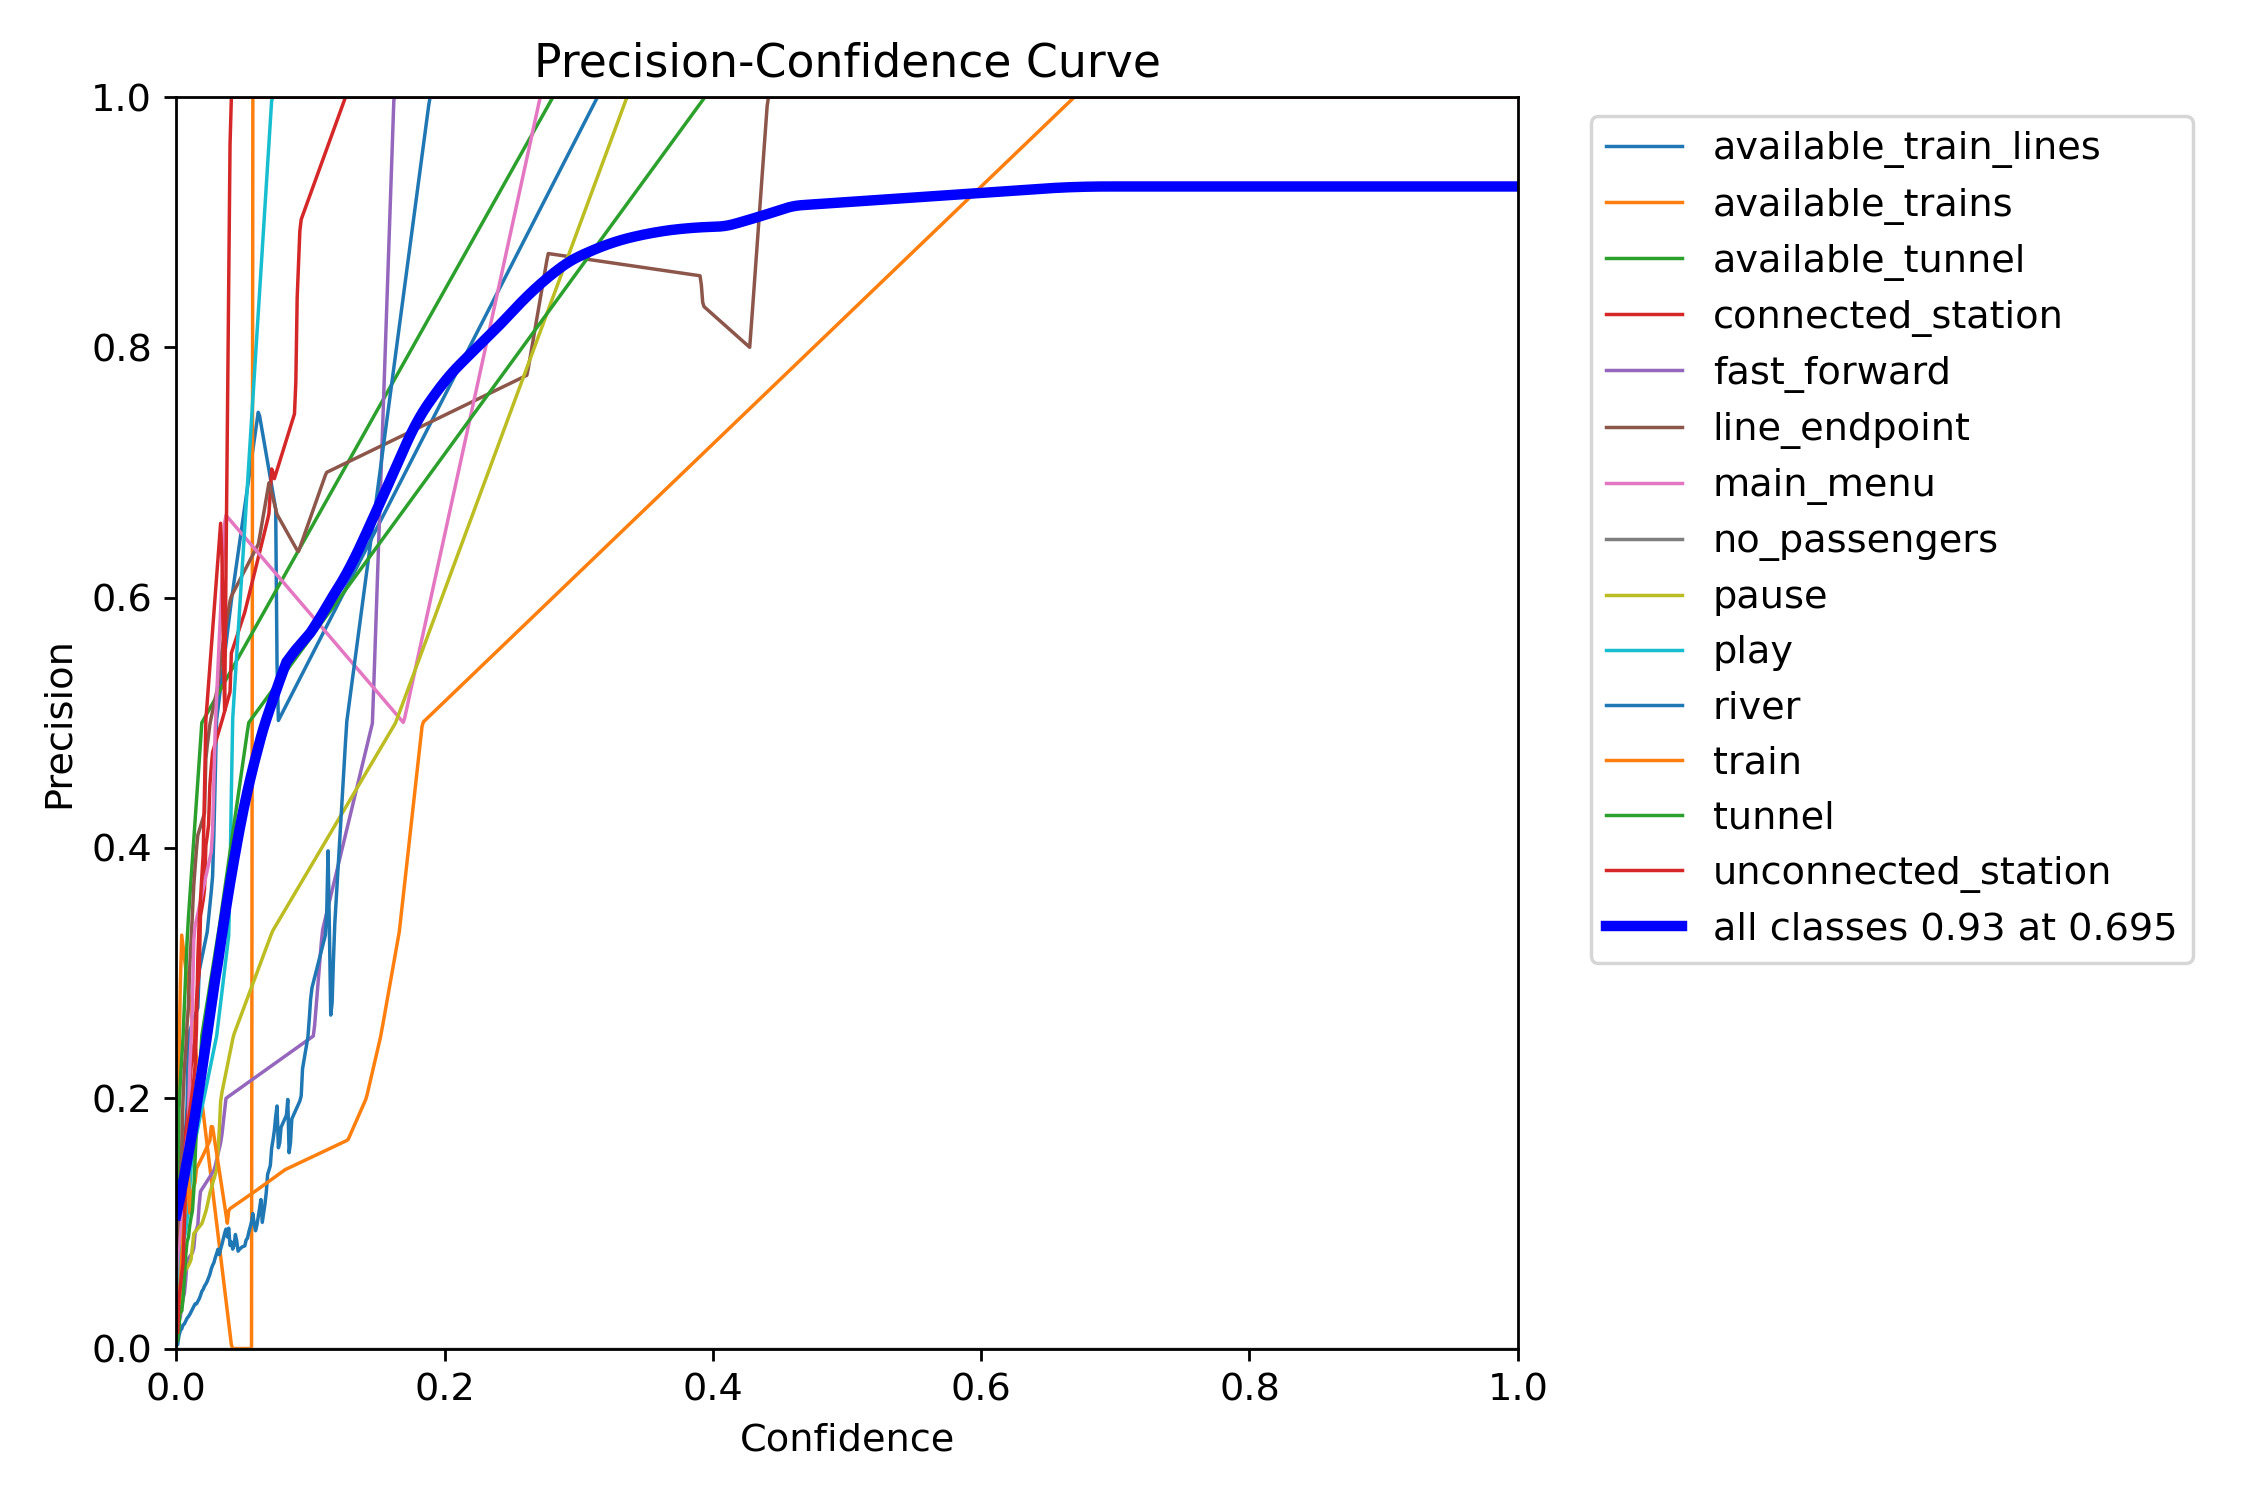 Precision-Confidence Curve
1.0
0.8
0.6
0.4
0.2
0.0
Precision
0.0 0.2 0.4 0.6 0.8 1.0
Confidence
available_train_lines
available_trains
available_tunnel
connected_station
fast_forward
line_endpoint
main_menu
no_passengers
pause
play
river
train
tunnel
unconnected_station
all classes 0.93 at 0.695